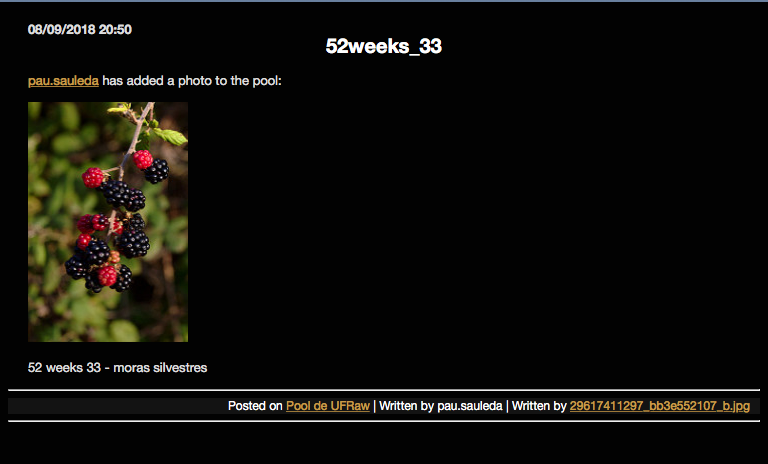 08/09/2018 20:50
52weeks_33
pau.sauleda has added a photo to the pool:
52 weeks 33 - moras silvestres
Posted on Pool de UFRaw | Written by pau.sauleda | Written by 29617411297_bb3e552107_b.jpg